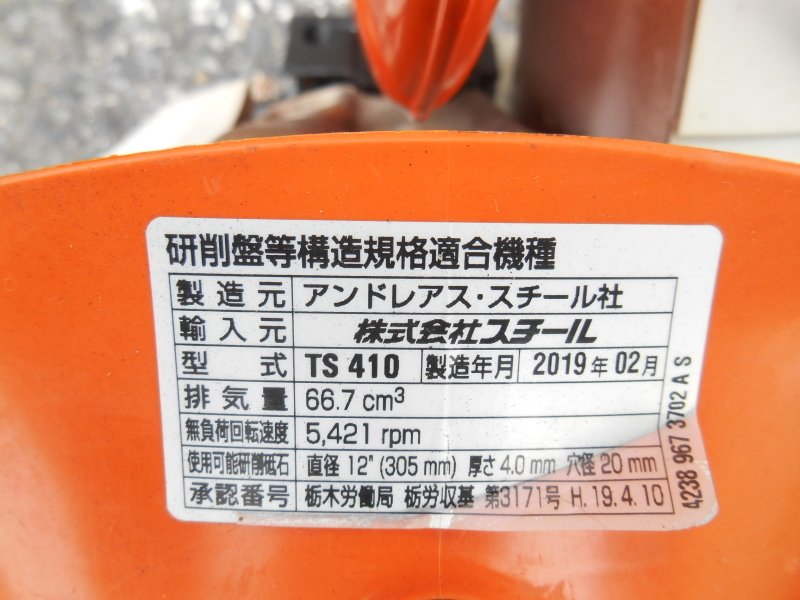 研削盤等構造規格適合機種
製造元 アンドレアス・スチール社
輸入元 株式会社スチール
型式 TS 410 製造年月 2019年02月
排気量 66.7 cm³
無負荷回転速度 5,421 rpm
使用可能研削砥石 直径 12" (305 mm) 厚さ 4.0 mm 穴径 20 mm
承認番号 栃木労働局 栃労収基 第3171号 H.19.4.10
4238 967 3702 A S